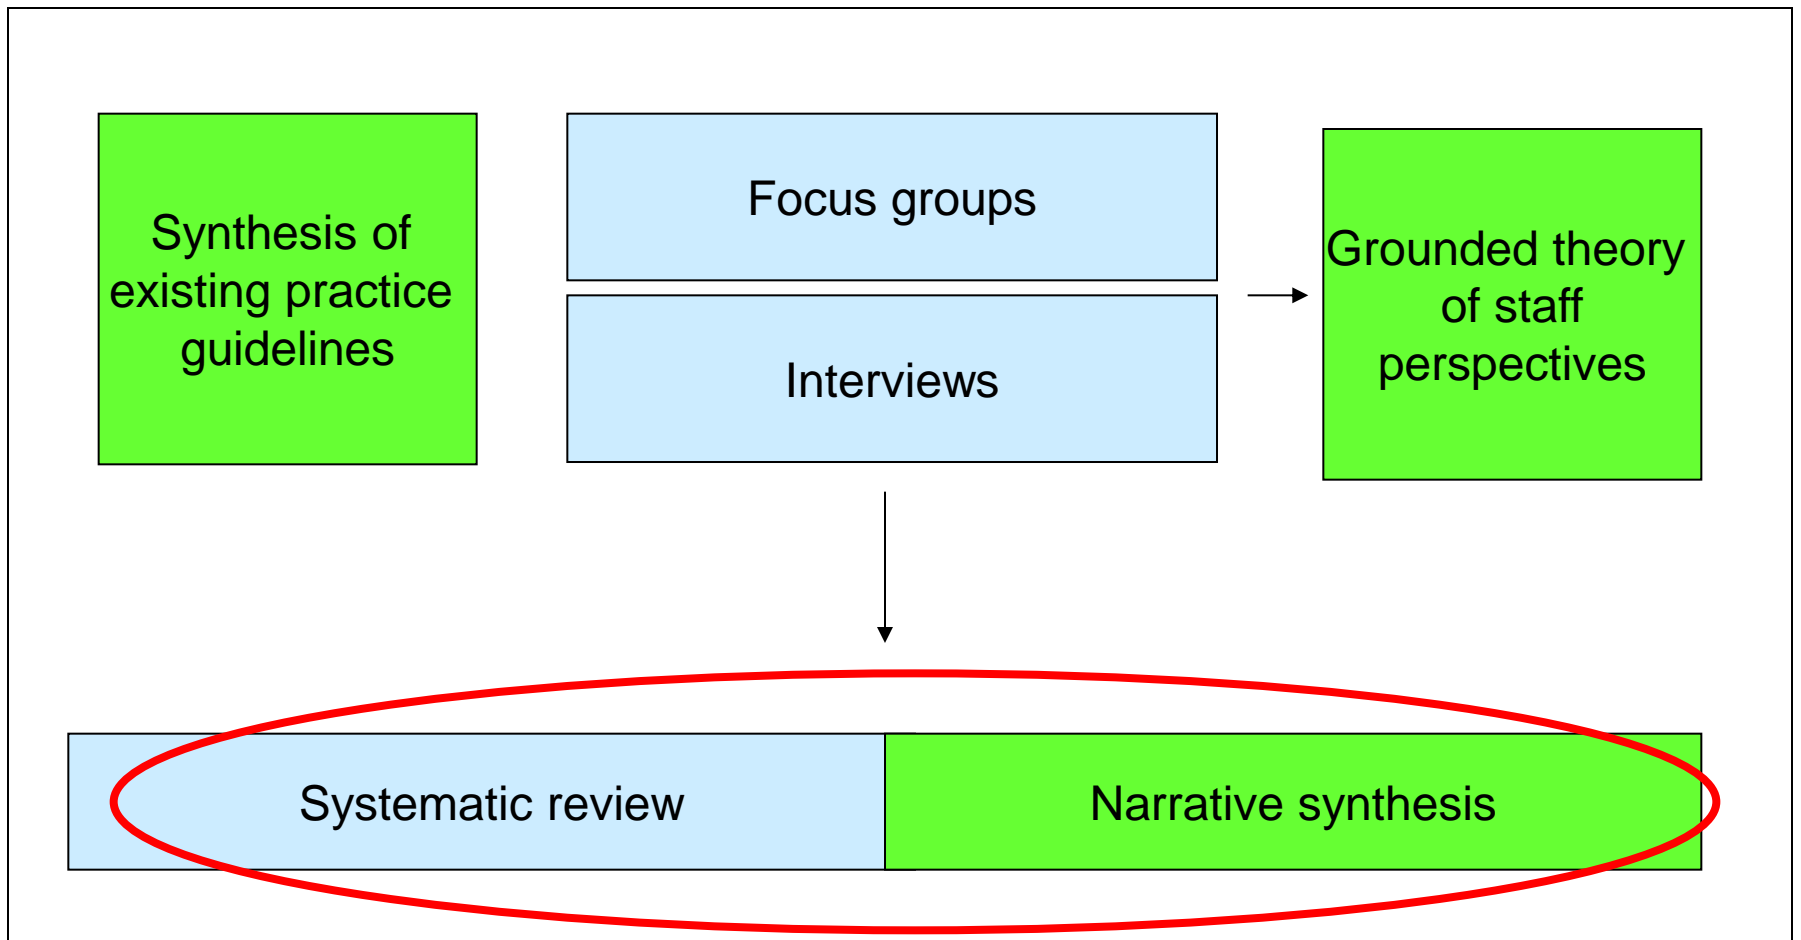 Synthesis of
existing practice
guidelines
Focus groups
Interviews
Grounded theory
of staff
perspectives
Systematic review
Narrative synthesis